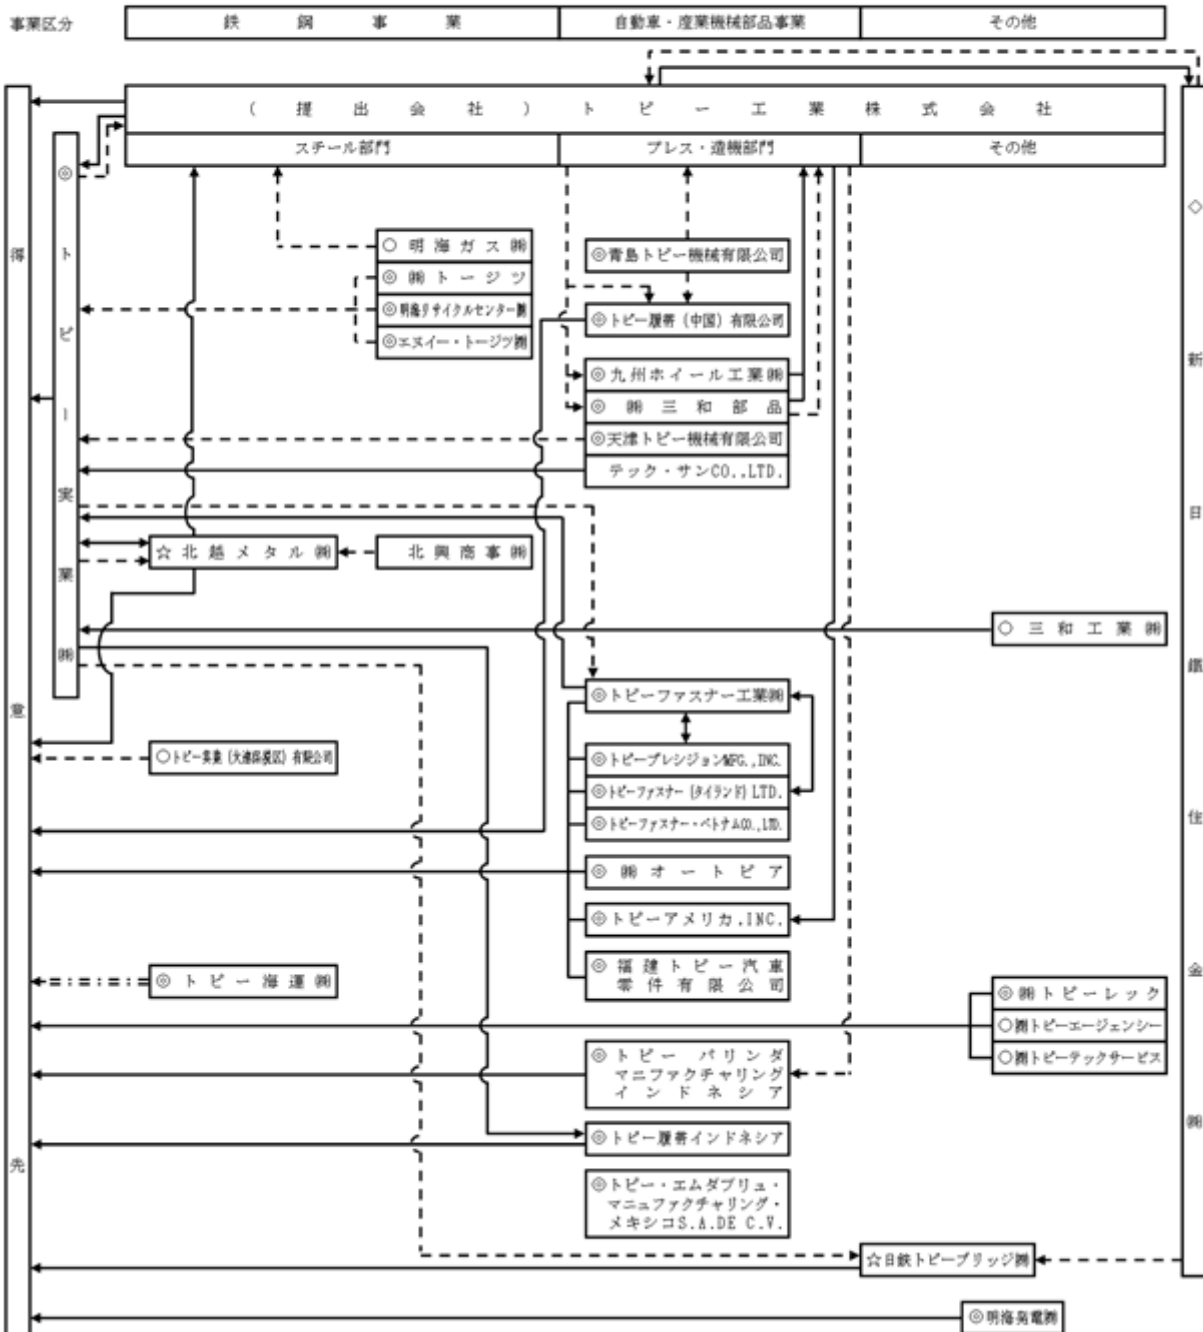 事業区分
鉄鋼事業
自動車・産業機械部品事業
その他
(提出会社)トピー工業株式会社
スチール部門
プレス・造機部門
その他
得意先
◎トピー実業㈱
◇新日鐵住金㈱
○明海ガス㈱
◎㈱トージツ
◎明海リサイクルセンター㈱
◎エヌイー・トージツ㈱
◎青島トピー機械有限公司
◎トピー履帯(中国)有限公司
◎九州ホイール工業㈱
◎㈱三和部品
◎天津トピー機械有限公司
テック・サンCO.,LTD.
☆北越メタル㈱
北興商事㈱
○三和工業㈱
◎トピーファスナー工業㈱
○トピー実業(大連保税区)有限公司
◎トピープレシジョンMFG.,INC.
◎トピーファスナー(タイランド)LTD.
◎トピーファスナー・ベトナムCO.,LTD.
◎㈱オートピア
◎トピーアメリカ.INC.
◎福建トピー汽車
零件有限公司
◎トピー海運㈱
◎㈱トピーレック
○㈲トピーエージェンシー
○㈲トピーテックサービス
◎トピー パリンダ
マニファクチャリング
インドネシア
◎トピー履帯インドネシア
◎トピー・エムダブリュ・
マニュファクチャリング・
メキシコS.A.DE C.V.
☆日鉄トピーブリッジ㈱
◎明海発電㈱